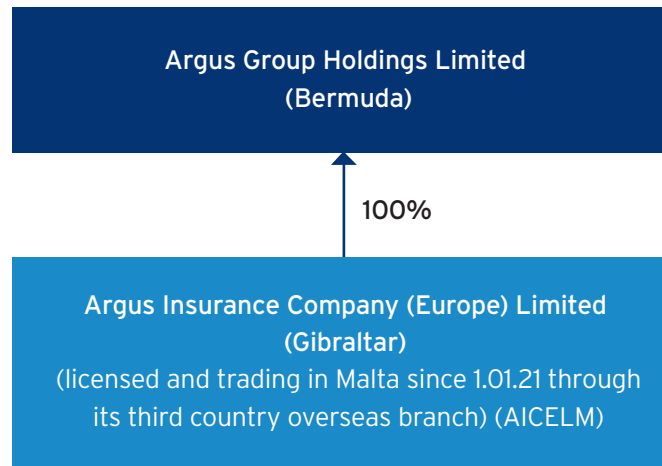 Argus Group Holdings Limited
(Bermuda)
100%
Argus Insurance Company (Europe) Limited
(Gibraltar)
(licensed and trading in Malta since 1.01.21 through
its third country overseas branch) (AICELM)